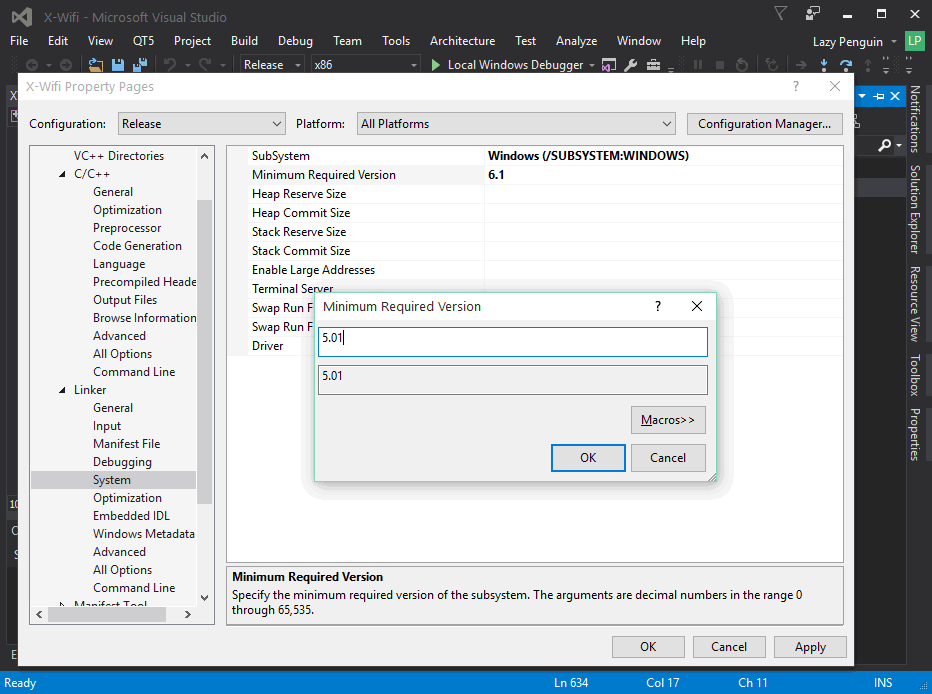 X-Wifi - Microsoft Visual Studio
File Edit View QT5 Project Build Debug Team Tools Architecture Test Analyze Window Help Lazy Penguin LP
Release x86 Local Windows Debugger
X-Wifi Property Pages ?
Configuration: Release Platform: All Platforms Configuration Manager...
VC++ Directories
C/C++
General
Optimization
Preprocessor
Code Generation
Language
Precompiled Heade
Output Files
Browse Information
Advanced
All Options
Command Line
Linker
General
Input
Manifest File
Debugging
System
Optimization
Embedded IDL
Windows Metadata
Advanced
All Options
Command Line
Manifest Tool
SubSystem Windows (/SUBSYSTEM:WINDOWS)
Minimum Required Version 6.1
Heap Reserve Size
Heap Commit Size
Stack Reserve Size
Stack Commit Size
Enable Large Addresses
Terminal Server
Swap Run F
Swap Run F
Driver
Minimum Required Version ?
5.01
5.01
Macros>>
OK Cancel
Minimum Required Version
Specify the minimum required version of the subsystem. The arguments are decimal numbers in the range 0
through 65,535.
OK Cancel Apply
Notifications
Solution Explorer
Resource View
Toolbox
Properties
Ready Ln 634 Col 17 Ch 11 INS